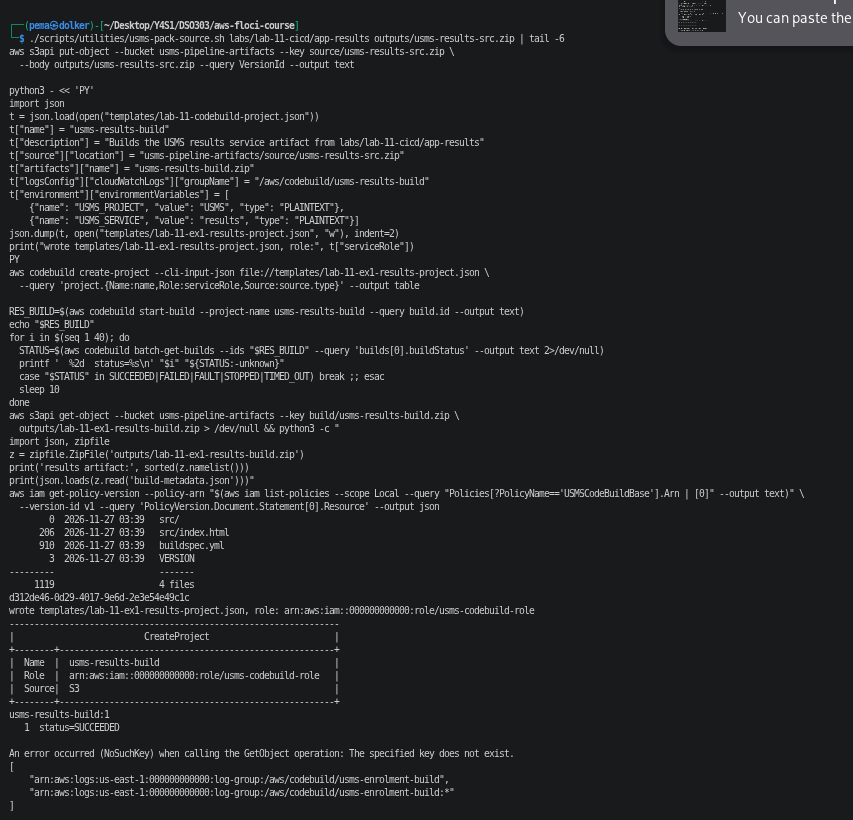 You can paste the
┌──(pema㉿dolker)-[~/Desktop/Y4S1/DSO303/aws-floci-course]
└─$ ./scripts/utilities/usms-pack-source.sh labs/lab-11-cicd/app-results outputs/usms-results-src.zip | tail -6
aws s3api put-object --bucket usms-pipeline-artifacts --key source/usms-results-src.zip \
  --body outputs/usms-results-src.zip --query VersionId --output text

python3 - << 'PY'
import json
t = json.load(open("templates/lab-11-codebuild-project.json"))
t["name"] = "usms-results-build"
t["description"] = "Builds the USMS results service artifact from labs/lab-11-cicd/app-results"
t["source"]["location"] = "usms-pipeline-artifacts/source/usms-results-src.zip"
t["artifacts"]["name"] = "usms-results-build.zip"
t["logsConfig"]["cloudWatchLogs"]["groupName"] = "/aws/codebuild/usms-results-build"
t["environment"]["environmentVariables"] = [
    {"name": "USMS_PROJECT", "value": "USMS", "type": "PLAINTEXT"},
    {"name": "USMS_SERVICE", "value": "results", "type": "PLAINTEXT"}]
json.dump(t, open("templates/lab-11-ex1-results-project.json", "w"), indent=2)
print("wrote templates/lab-11-ex1-results-project.json, role:", t["serviceRole"])
PY
aws codebuild create-project --cli-input-json file://templates/lab-11-ex1-results-project.json \
  --query 'project.{Name:name,Role:serviceRole,Source:source.type}' --output table

RES_BUILD=$(aws codebuild start-build --project-name usms-results-build --query build.id --output text)
echo "$RES_BUILD"
for i in $(seq 1 40); do
  STATUS=$(aws codebuild batch-get-builds --ids "$RES_BUILD" --query 'builds[0].buildStatus' --output text 2>/dev/null)
  printf '  %2d  status=%s\n' "$i" "${STATUS:-unknown}"
  case "$STATUS" in SUCCEEDED|FAILED|FAULT|STOPPED|TIMED_OUT) break ;; esac
  sleep 10
done
aws s3api get-object --bucket usms-pipeline-artifacts --key build/usms-results-build.zip \
  outputs/lab-11-ex1-results-build.zip > /dev/null && python3 -c "
import json, zipfile
z = zipfile.ZipFile('outputs/lab-11-ex1-results-build.zip')
print('results artifact:', sorted(z.namelist()))
print(json.loads(z.read('build-metadata.json')))"
aws iam get-policy-version --policy-arn "$(aws iam list-policies --scope Local --query "Policies[?PolicyName=='USMSCodeBuildBase'].Arn | [0]" --output text)" \
  --version-id v1 --query 'PolicyVersion.Document.Statement[0].Resource' --output json
        0  2026-11-27 03:39   src/
      206  2026-11-27 03:39   src/index.html
      910  2026-11-27 03:39   buildspec.yml
        3  2026-11-27 03:39   VERSION
---------                     -------
     1119                     4 files
d312de46-0d29-4017-9e6d-2e3e54e49c1c
wrote templates/lab-11-ex1-results-project.json, role: arn:aws:iam::000000000000:role/usms-codebuild-role
------------------------------------------------------------------
|                          CreateProject                         |
+--------+-------------------------------------------------------+
|  Name  |  usms-results-build                                   |
|  Role  |  arn:aws:iam::000000000000:role/usms-codebuild-role   |
|  Source|  S3                                                   |
+--------+-------------------------------------------------------+
usms-results-build:1
   1  status=SUCCEEDED

An error occurred (NoSuchKey) when calling the GetObject operation: The specified key does not exist.
[
    "arn:aws:logs:us-east-1:000000000000:log-group:/aws/codebuild/usms-enrolment-build",
    "arn:aws:logs:us-east-1:000000000000:log-group:/aws/codebuild/usms-enrolment-build:*"
]